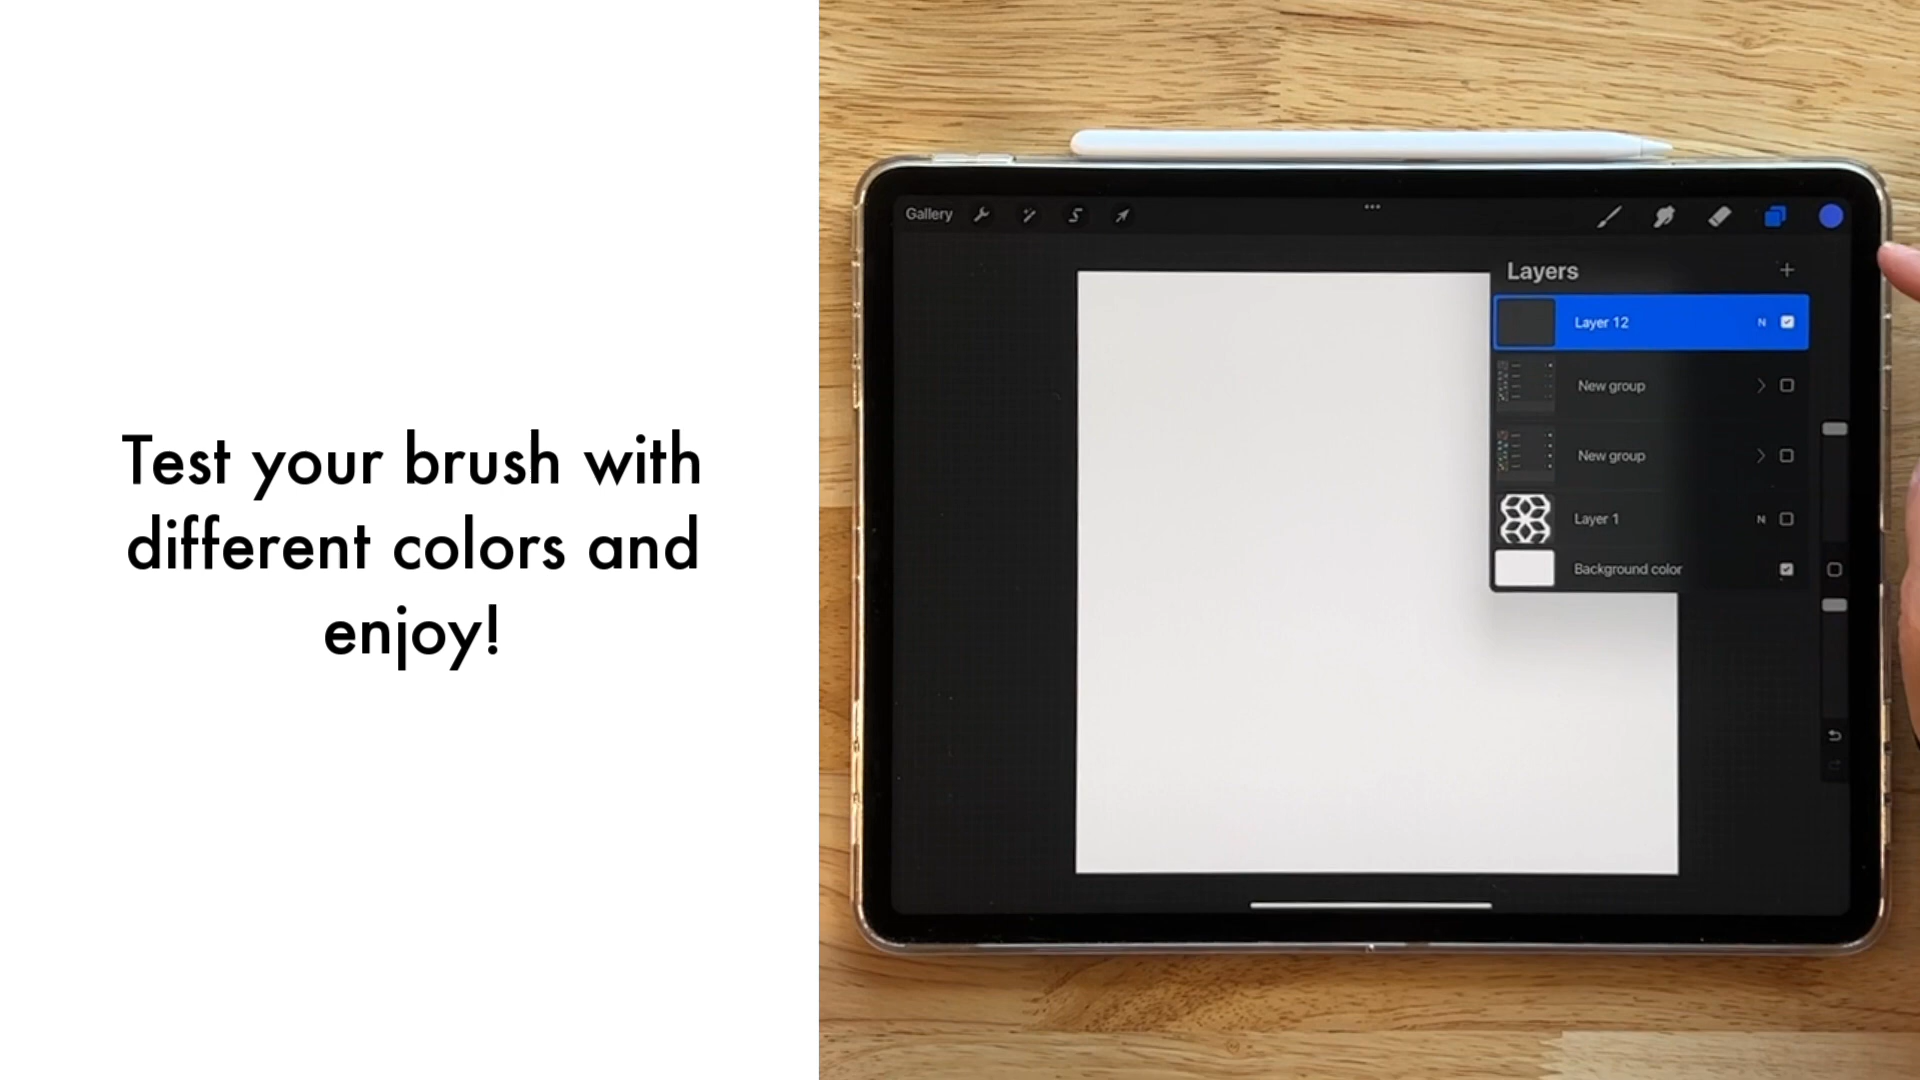 Test your brush with
different colors and
enjoy!
Gallery
Layers
Layer 12 N
New group
New group
Layer 1 N
Background color